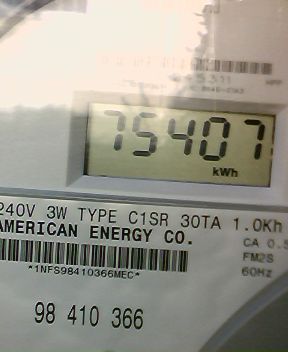 75407
kWh
240V 3W TYPE C1SR 30TA 1.0Kh
AMERICAN ENERGY CO.
CA 0.5
FM2S
60Hz
*1NFS98410366MEC*
98 410 366